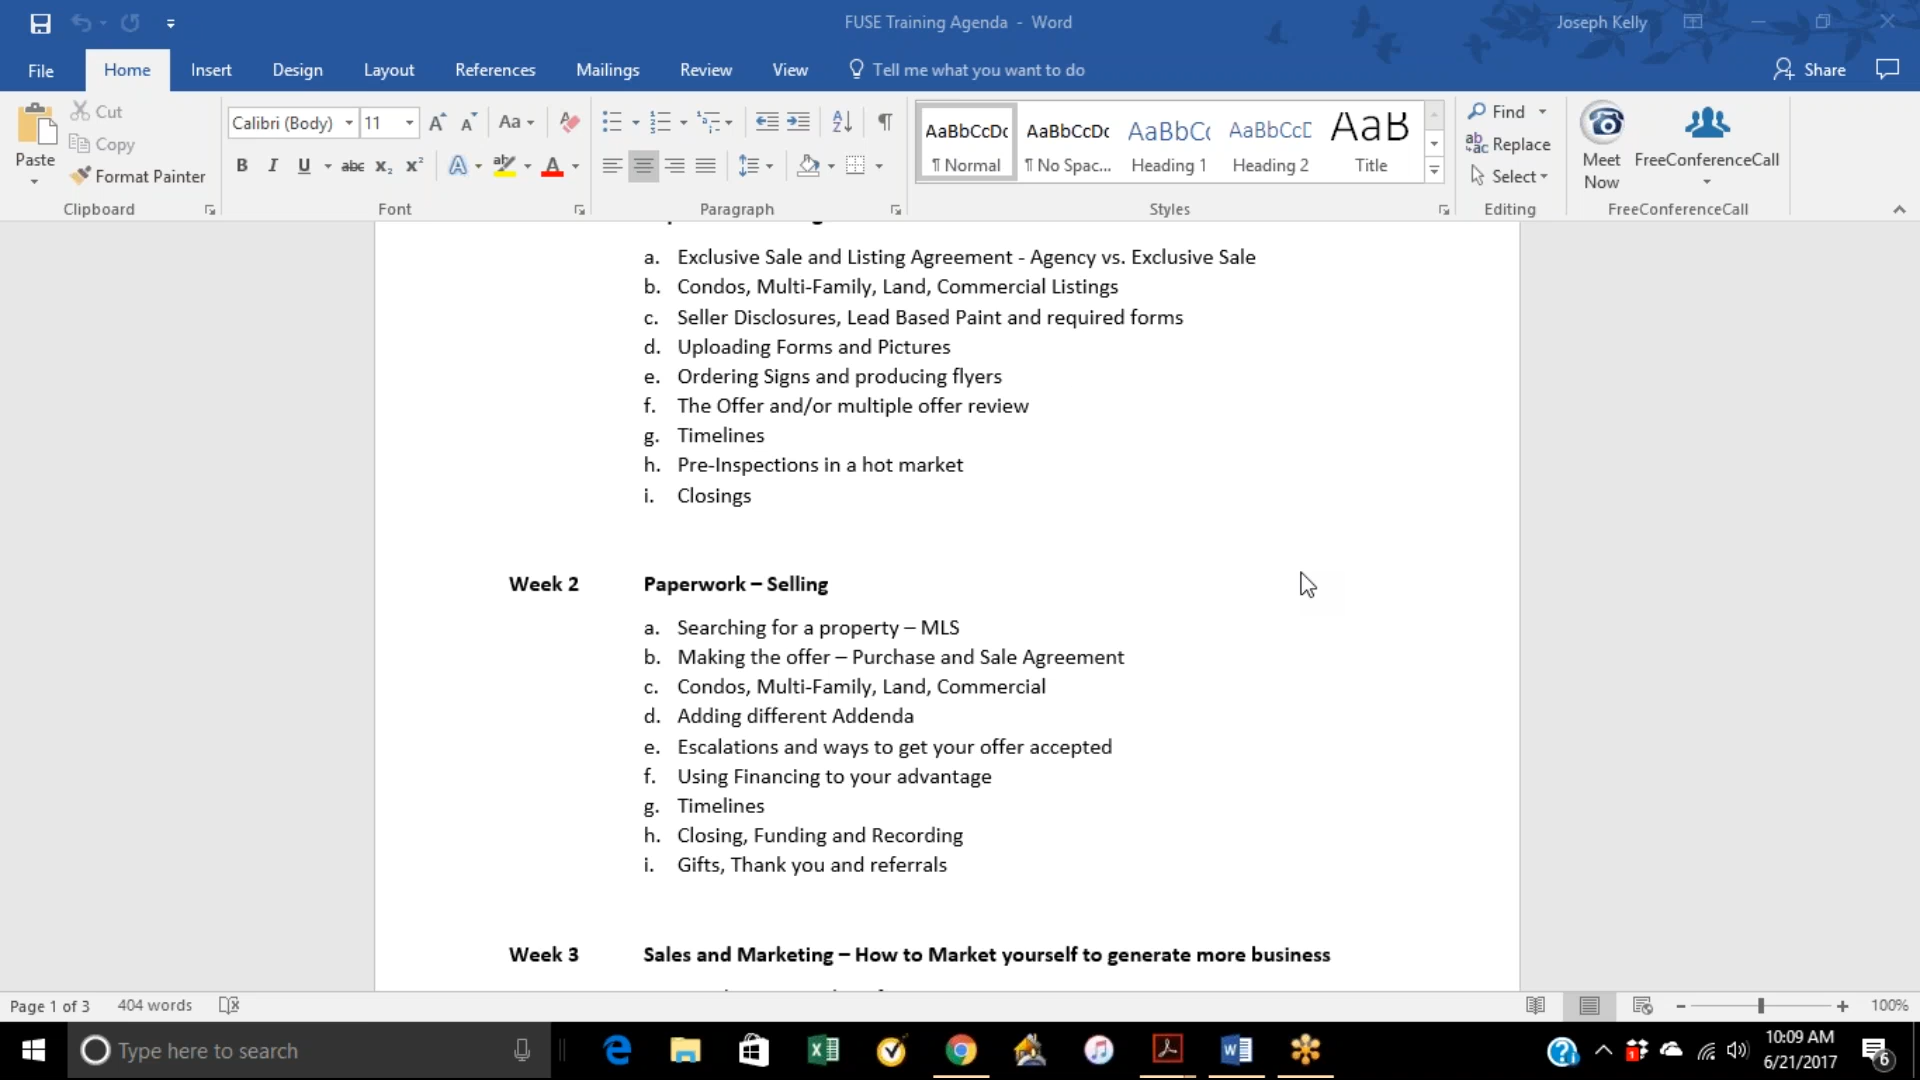 FUSE Training Agenda - Word
Joseph Kelly
File Home Insert Design Layout References Mailings Review View Tell me what you want to do Share
Paste
Cut
Copy
Format Painter
Clipboard
Calibri (Body) 11
Font
Paragraph
AaBbCcDc AaBbCcDc AaBbC AaBbCcD AaB
¶ Normal ¶ No Spac... Heading 1 Heading 2 Title
Styles
Find
Replace
Select
Editing
Meet Now
FreeConferenceCall
FreeConferenceCall
a. Exclusive Sale and Listing Agreement - Agency vs. Exclusive Sale
b. Condos, Multi-Family, Land, Commercial Listings
c. Seller Disclosures, Lead Based Paint and required forms
d. Uploading Forms and Pictures
e. Ordering Signs and producing flyers
f. The Offer and/or multiple offer review
g. Timelines
h. Pre-Inspections in a hot market
i. Closings
Week 2 Paperwork – Selling
a. Searching for a property – MLS
b. Making the offer – Purchase and Sale Agreement
c. Condos, Multi-Family, Land, Commercial
d. Adding different Addenda
e. Escalations and ways to get your offer accepted
f. Using Financing to your advantage
g. Timelines
h. Closing, Funding and Recording
i. Gifts, Thank you and referrals
Week 3 Sales and Marketing – How to Market yourself to generate more business
Page 1 of 3 404 words 100%
Type here to search
10:09 AM
6/21/2017
6